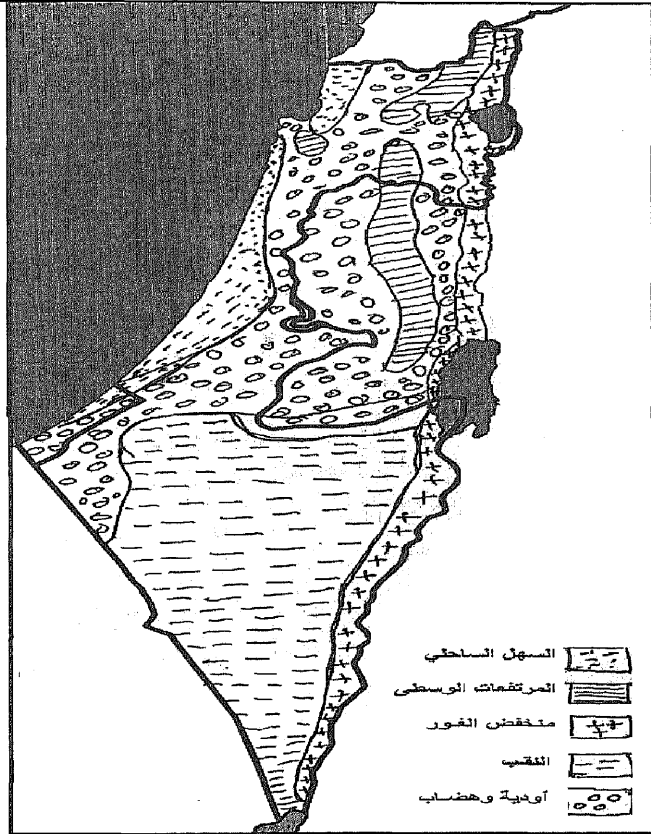 السهل الساحلي
المرتفعات الوسطى
منخفض الغور
النقب
أودية وهضاب